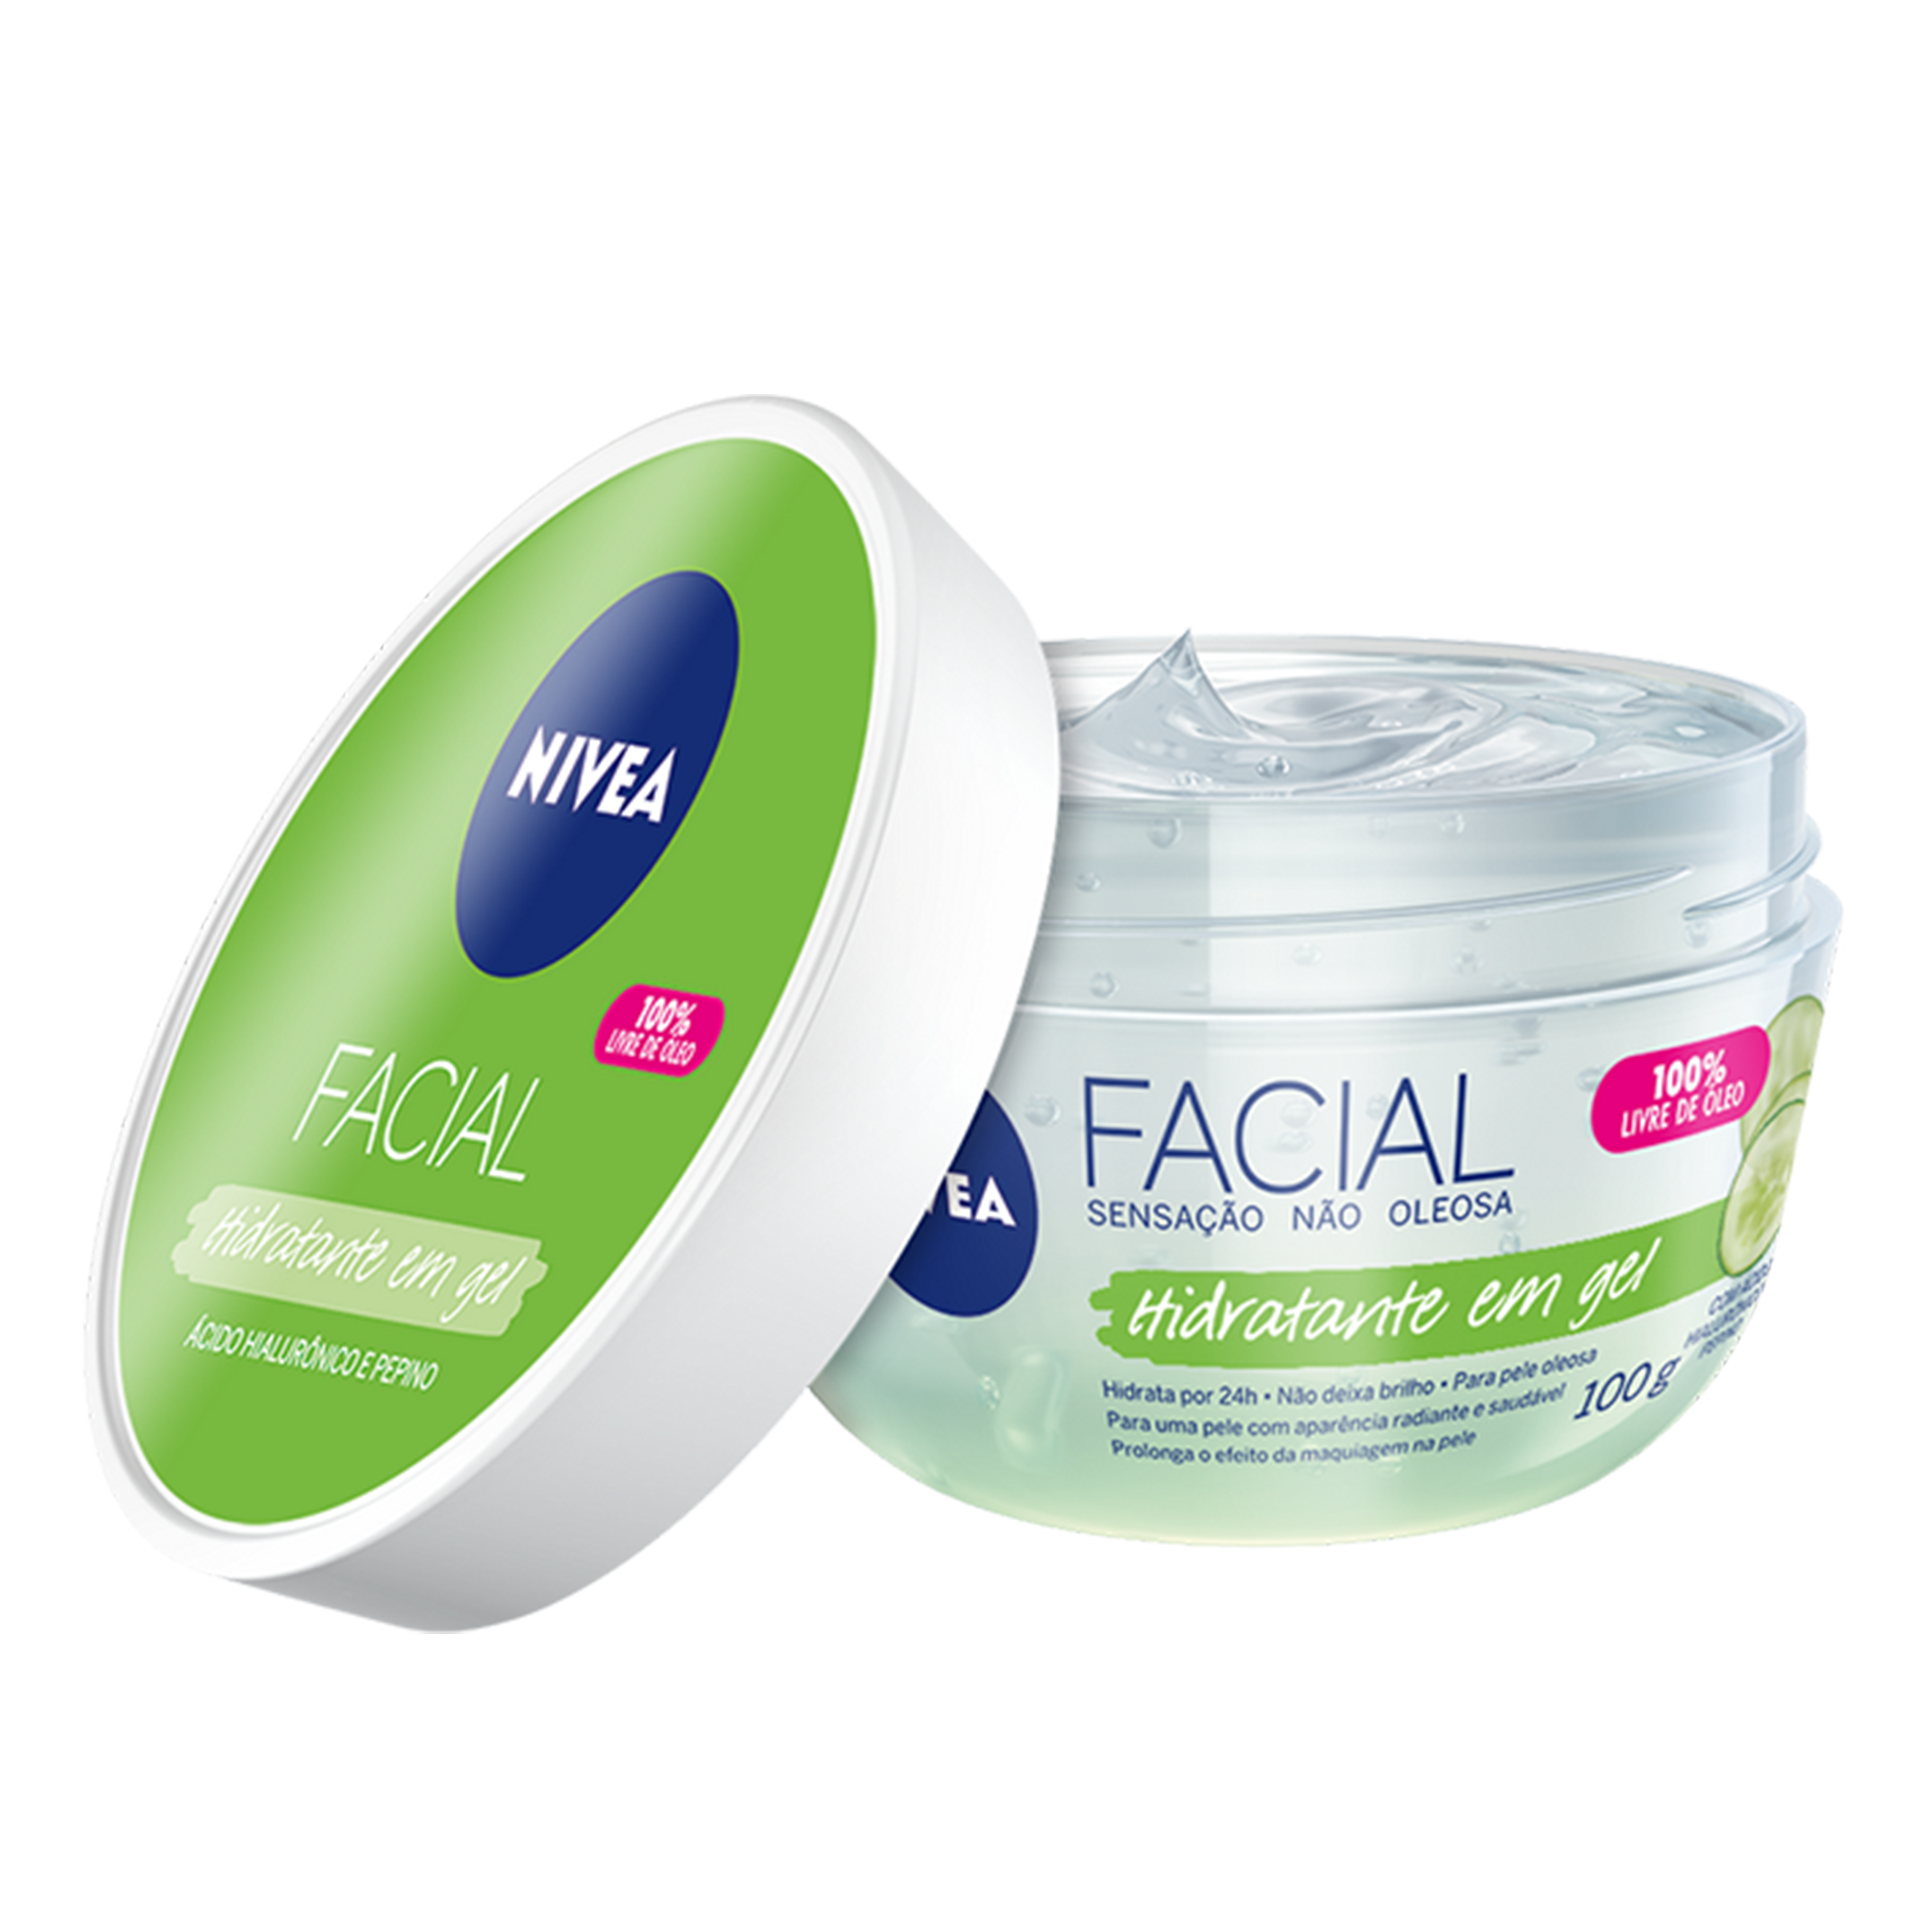 NIVEA
100%
LIVRE DE ÓLEO
FACIAL
Hidratante em gel
ÁCIDO HIALURÔNICO E PEPINO
VEA
FACIAL
SENSAÇÃO NÃO OLEOSA
100%
LIVRE DE ÓLEO
Hidratante em gel
Hidrata por 24h • Não deixa brilho • Para pele oleosa
Para uma pele com aparência radiante e saudável
Prolonga o efeito da maquiagem na pele
100g